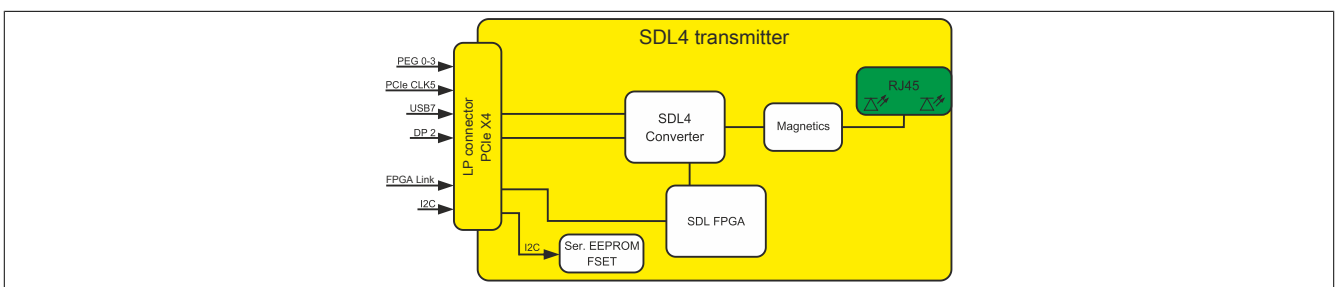 SDL4 transmitter
PEG 0-3
PCIe CLK5
USB7
DP 2
FPGA Link
I2C
LP connector
PCIe X4
SDL4
Converter
Magnetics
RJ45
SDL FPGA
I2C
Ser. EEPROM
FSET